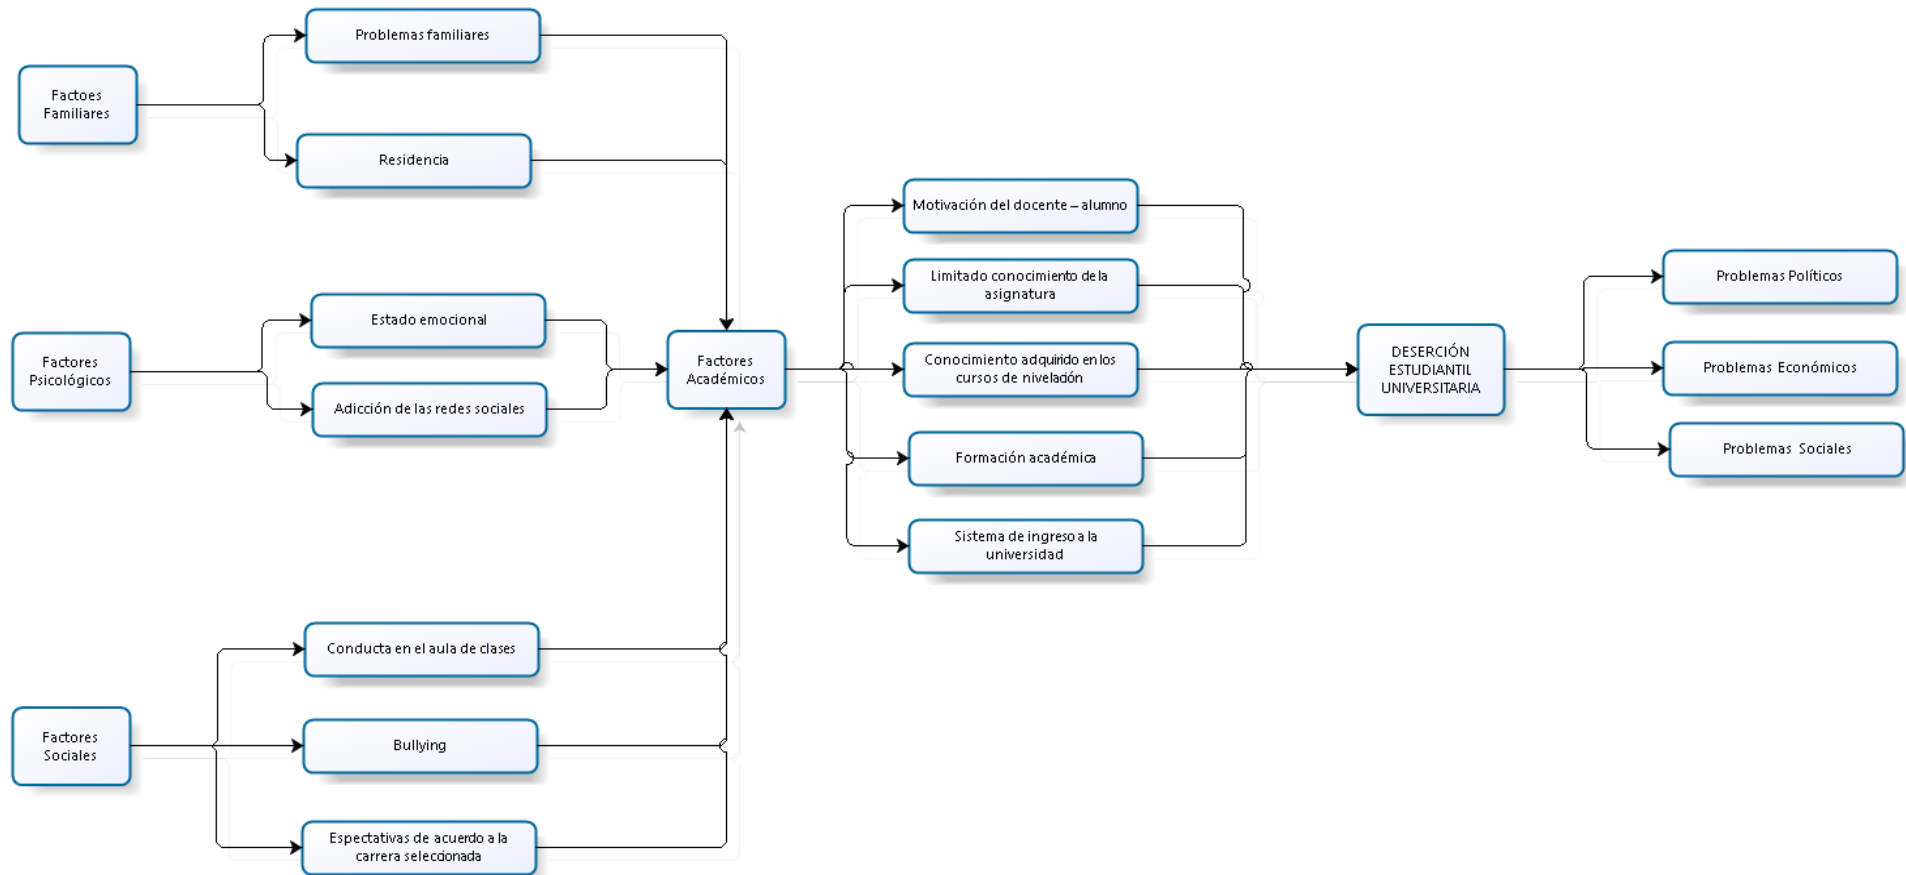 Problemas familiares
Factoes
Familiares
Residencia
Motivación del docente – alumno
Limitado conocimiento de la
asignatura
Problemas Políticos
Estado emocional
Factores
Psicológicos
Adicción de las redes sociales
Factores
Académicos
Conocimiento adquirido en los
cursos de nivelación
DESERCIÓN
ESTUDIANTIL
UNIVERSITARIA
Problemas Económicos
Formación académica
Problemas Sociales
Sistema de ingreso a la
universidad
Conducta en el aula de clases
Factores
Sociales
Bullying
Espectativas de acuerdo a la
carrera seleccionada